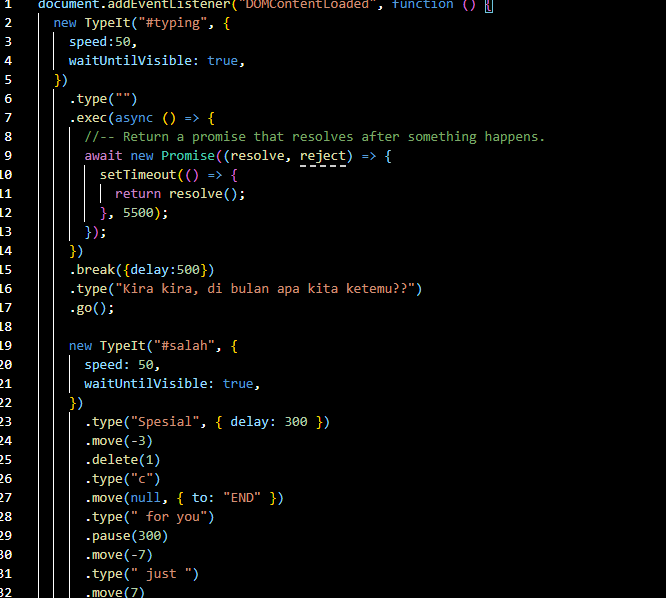 1 document.addEventListener("DOMContentLoaded", function () {
2 new TypeIt("#typing", {
3 speed:50,
4 waitUntilVisible: true,
5 })
6 .type("")
7 .exec(async () => {
8 //-- Return a promise that resolves after something happens.
9 await new Promise((resolve, reject) => {
10 setTimeout(() => {
11 return resolve();
12 }, 5500);
13 });
14 })
15 .break({delay:500})
16 .type("Kira kira, di bulan apa kita ketemu??")
17 .go();
18
19 new TypeIt("#salah", {
20 speed: 50,
21 waitUntilVisible: true,
22 })
23 .type("Spesial", { delay: 300 })
24 .move(-3)
25 .delete(1)
26 .type("c")
27 .move(null, { to: "END" })
28 .type(" for you")
29 .pause(300)
30 .move(-7)
31 .type(" just ")
32 .move(7)